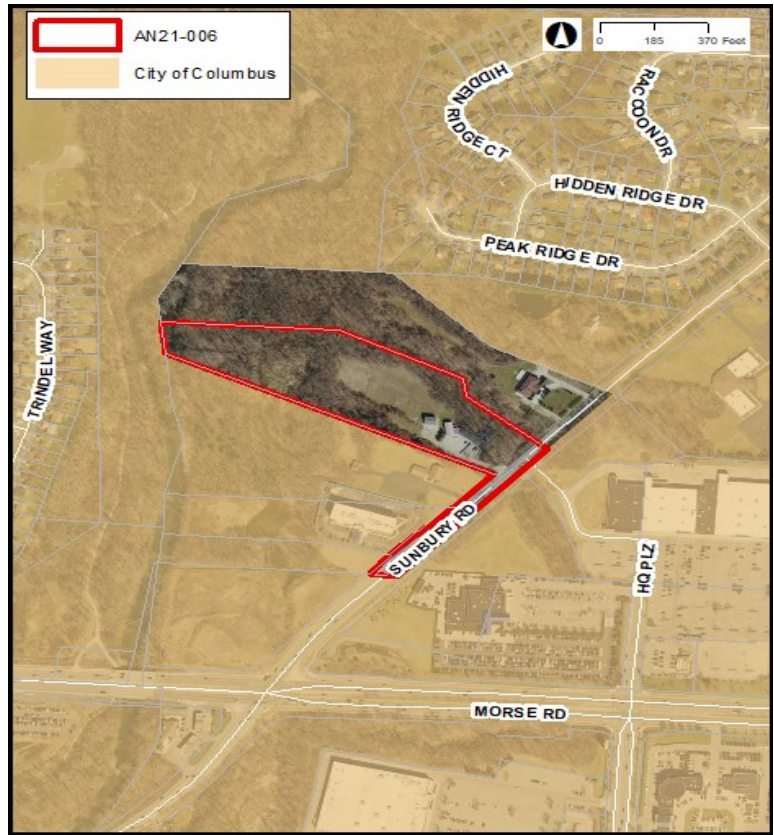 AN21-006
City of Columbus
0 185 370 Feet
HIDDEN RIDGE CT
RACCOON DR
HIDDEN RIDGE DR
PEAK RIDGE DR
TRINDEL WAY
SUNBURY RD
HQ PLZ
MORSE RD